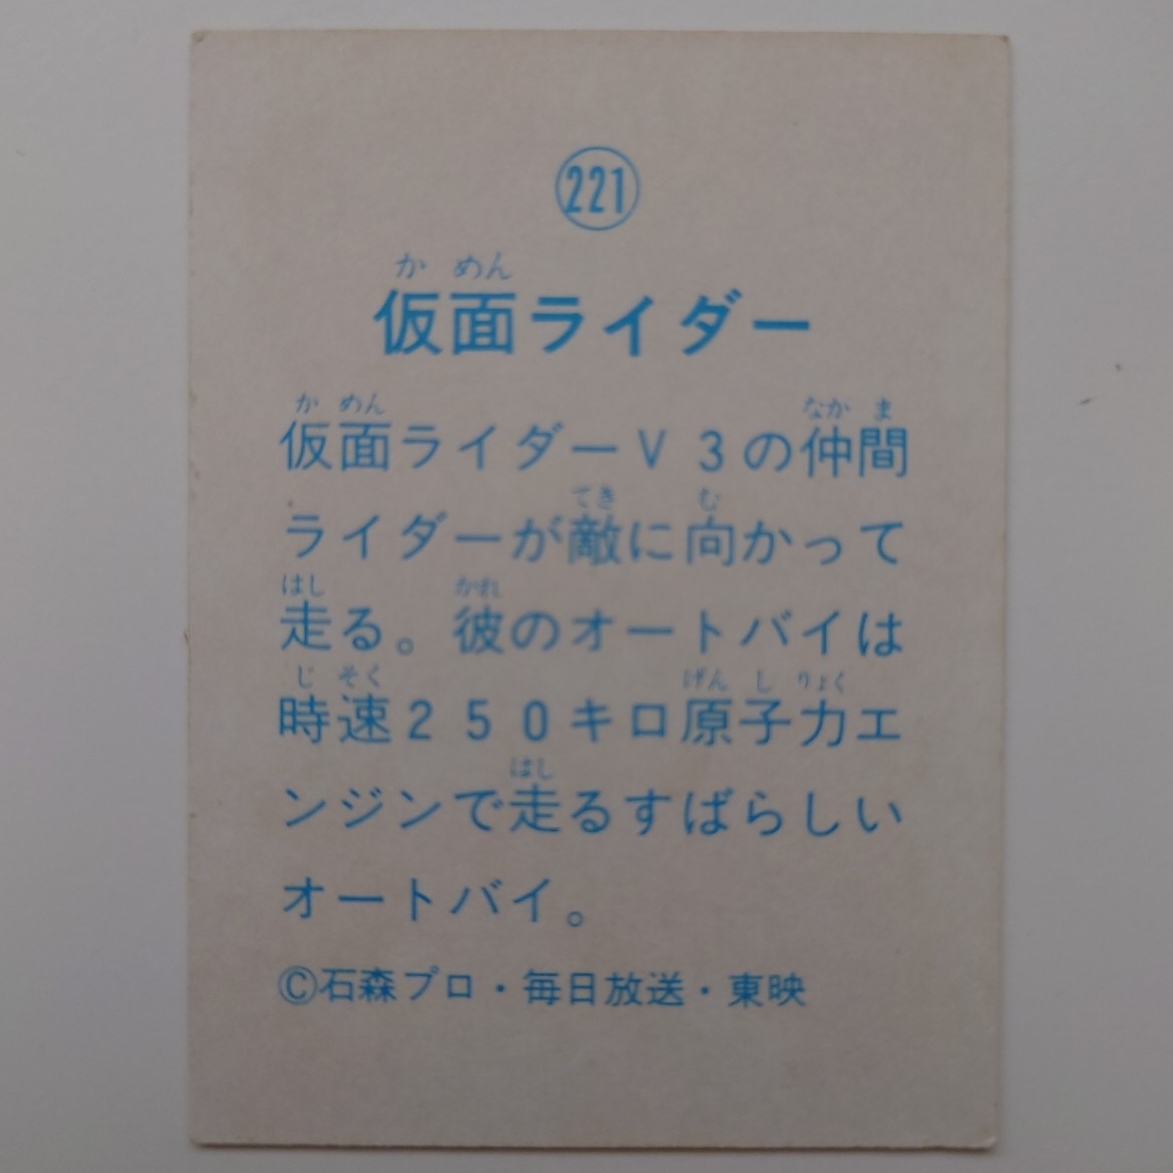 221
か めん
仮面ライダー
か めん なか ま
仮面ライダーV3の仲間
てき む
ライダーが敵に向かって
はし かれ
走る。彼のオートバイは
じ そく げん し りょく
時速250キロ原子力エ
はし
ンジンで走るすばらしい
オートバイ。
©石森プロ・毎日放送・東映